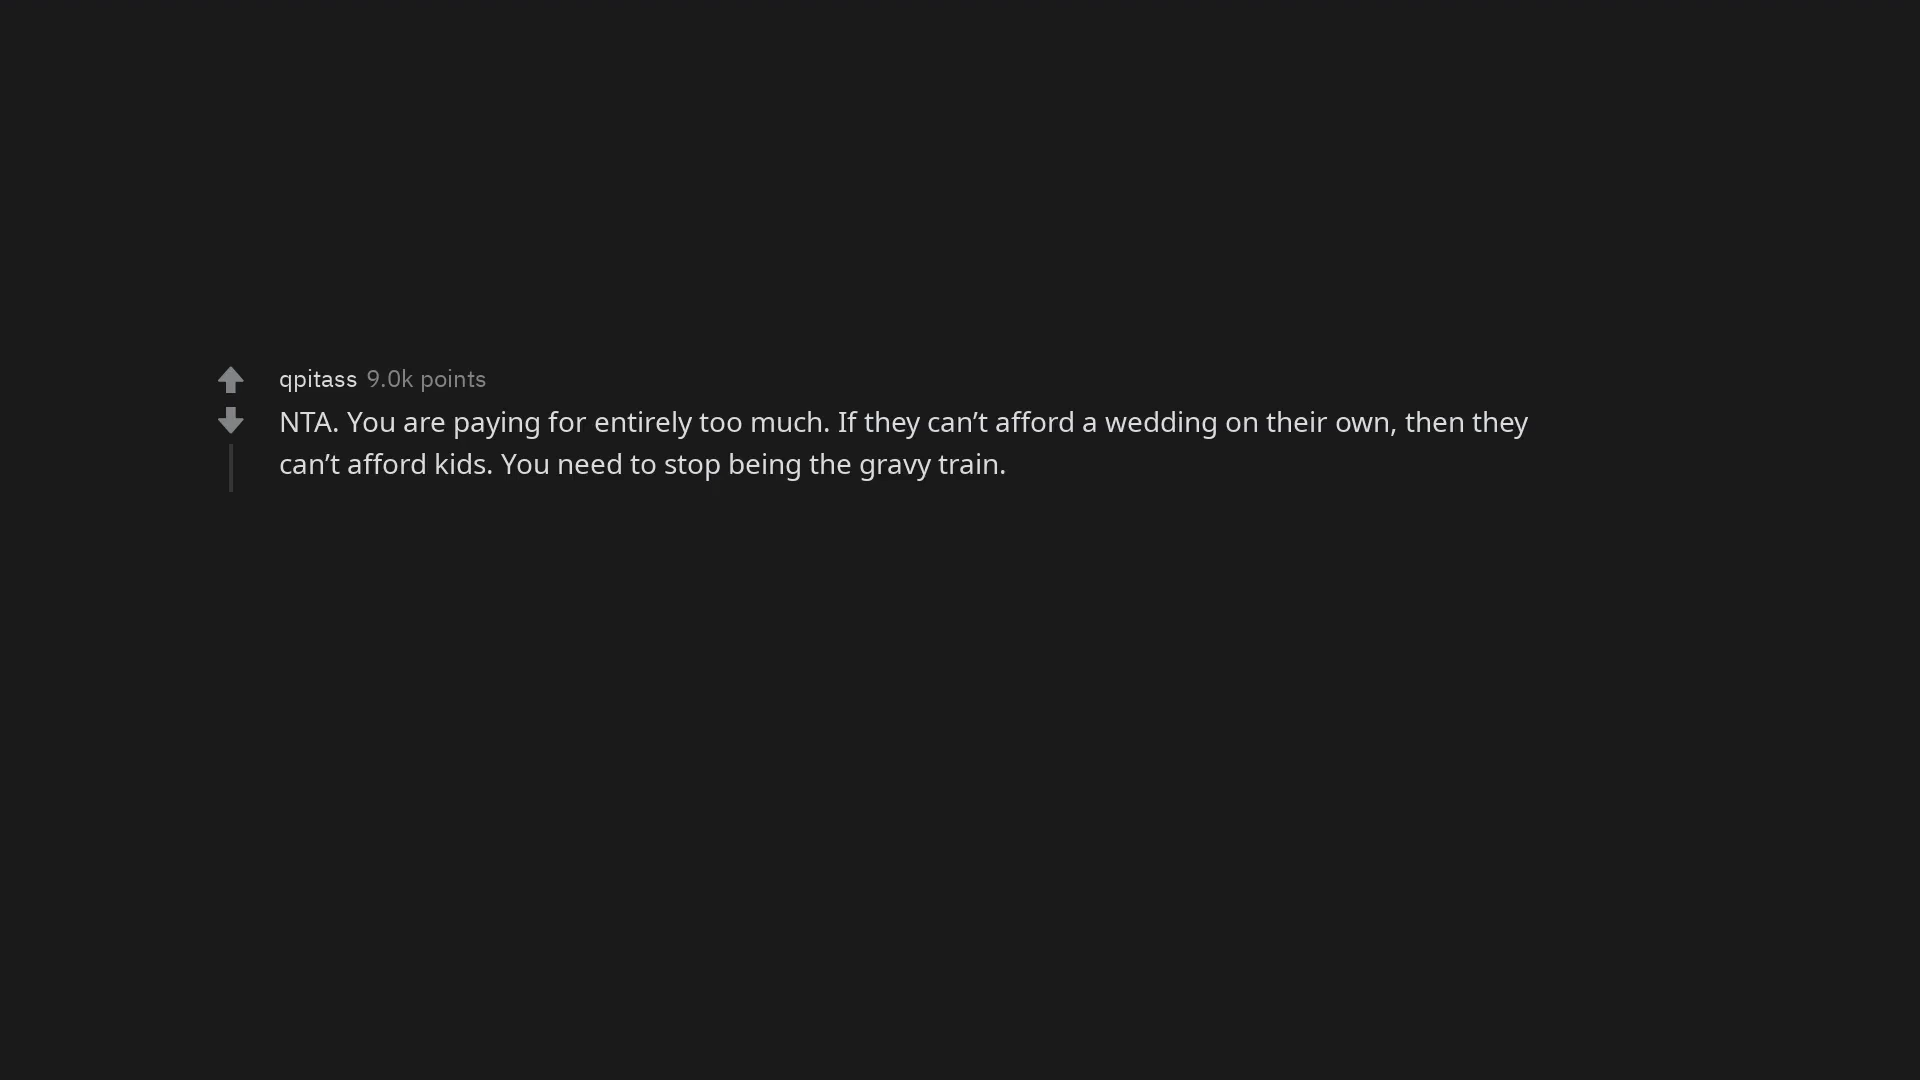 qpitass 9.0k points
NTA. You are paying for entirely too much. If they can’t afford a wedding on their own, then they
can’t afford kids. You need to stop being the gravy train.